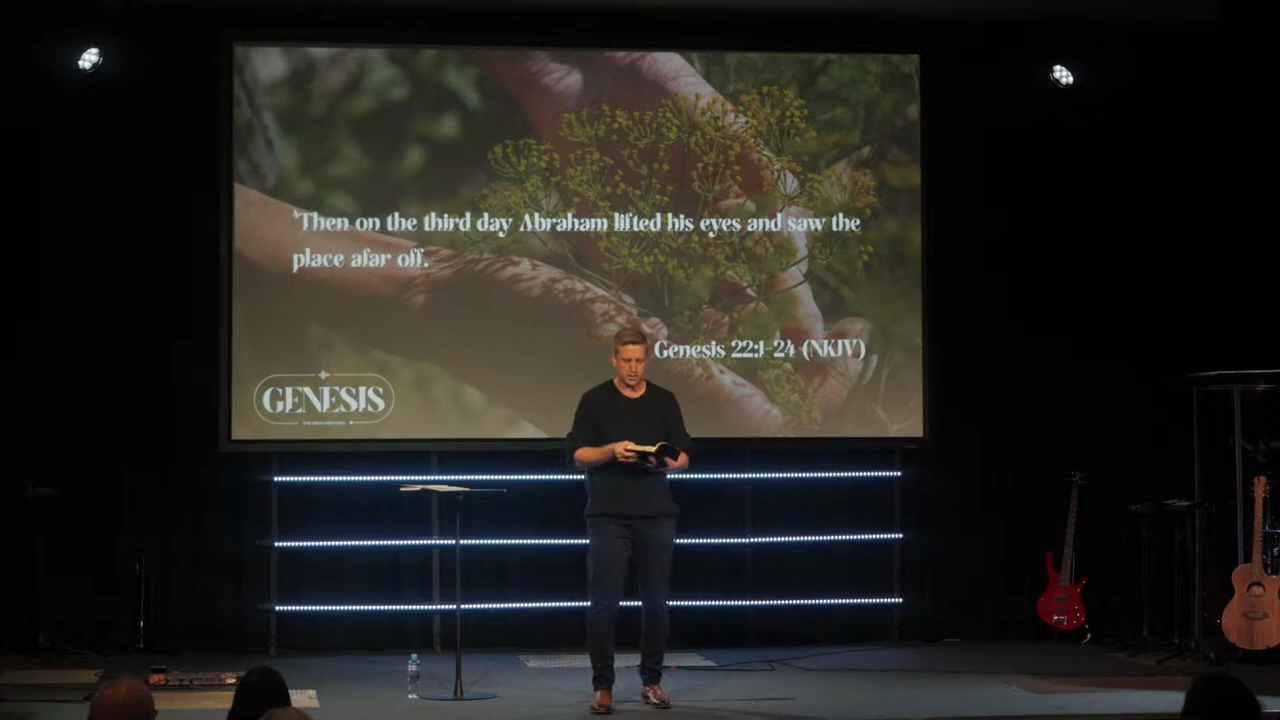 ⁴Then on the third day Abraham lifted his eyes and saw the
place afar off.
Genesis 22:1-24 (NKJV)
GENESIS